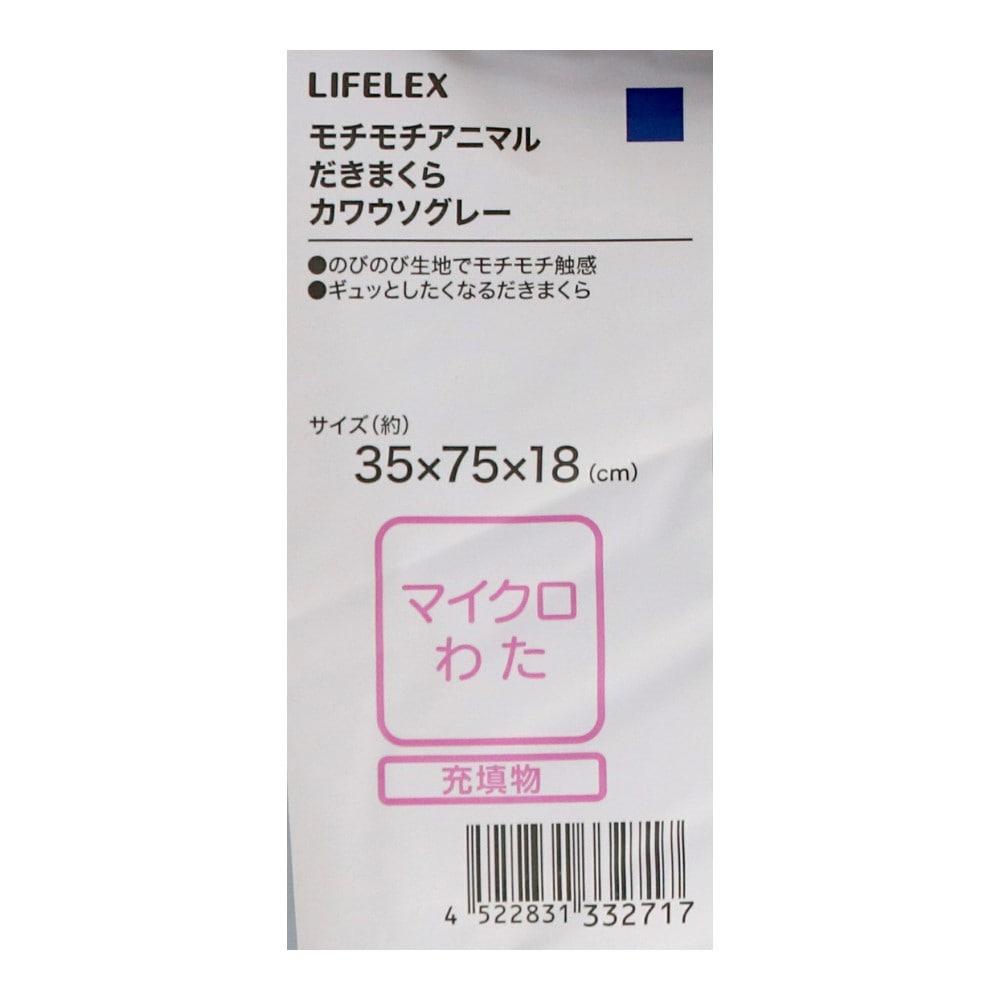 LIFELEX
モチモチアニマル
だきまくら
カワウソグレー
●のびのび生地でモチモチ触感
●ギュッとしたくなるだきまくら
サイズ(約)
35×75×18(cm)
マイクロ
わた
充填物
4 522831 332717